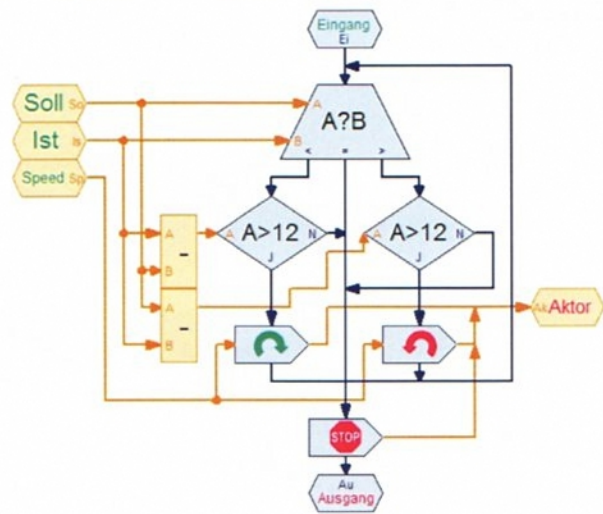 Eingang
Ei
Soll So
Ist Is
Speed Sp
A
A?B
B
< = >
A A>12 N
J
A A>12 N
J
A
-
B
A
-
B
Ak Aktor
STOP
Au
Ausgang